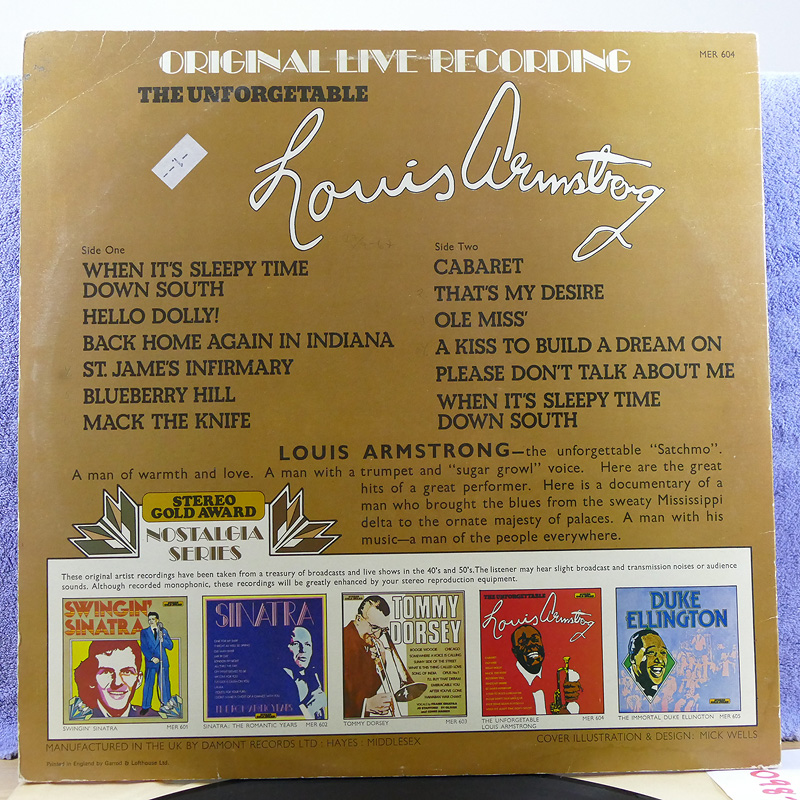 ORIGINAL LIVE RECORDING
MER 604
THE UNFORGETABLE
Louis Armstrong
Side One
WHEN IT'S SLEEPY TIME
DOWN SOUTH
HELLO DOLLY!
BACK HOME AGAIN IN INDIANA
ST. JAME'S INFIRMARY
BLUEBERRY HILL
MACK THE KNIFE
Side Two
CABARET
THAT'S MY DESIRE
OLE MISS'
A KISS TO BUILD A DREAM ON
PLEASE DON'T TALK ABOUT ME
WHEN IT'S SLEEPY TIME
DOWN SOUTH
LOUIS ARMSTRONG—the unforgettable "Satchmo".
A man of warmth and love. A man with a trumpet and "sugar growl" voice. Here are the great
hits of a great performer. Here is a documentary of a
man who brought the blues from the sweaty Mississippi
delta to the ornate majesty of palaces. A man with his
music—a man of the people everywhere.
STEREO
GOLD AWARD
NOSTALGIA
SERIES
These original artist recordings have been taken from a treasury of broadcasts and live shows in the 40's and 50's.The listener may hear slight broadcast and transmission noises or audience
sounds. Although recorded monophonic, these recordings will be greatly enhanced by your stereo reproduction equipment.
SWINGIN'
SINATRA
SINATRA
THE ROMANTIC YEARS
TOMMY
DORSEY
THE UNFORGETABLE
Louis Armstrong
DUKE
ELLINGTON
SWINGIN' SINATRA MER 601
SINATRA: THE ROMANTIC YEARS MER 602
TOMMY DORSEY MER 603
THE UNFORGETABLE MER 604
LOUIS ARMSTRONG
THE IMMORTAL DUKE ELLINGTON MER 605
MANUFACTURED IN THE UK BY DAMONT RECORDS LTD : HAYES : MIDDLESEX
COVER ILLUSTRATION & DESIGN: MICK WELLS
Printed in England by Garrod & Lofthouse Ltd.